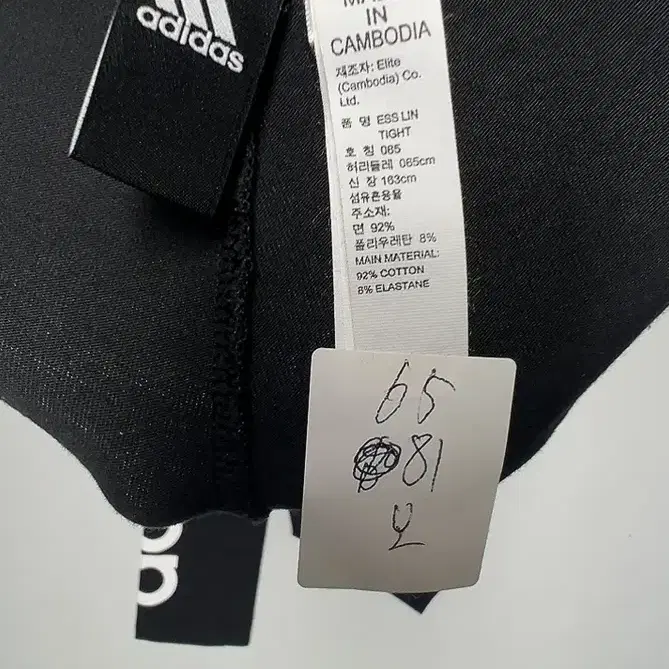 adidas
IN
CAMBODIA
제조자: Elite
(Cambodia) Co.
Ltd.
품 명 ESS LIN
TIGHT
호 칭 085
허리둘레 065cm
신 장 163cm
섬유혼용율
주소재:
면 92%
폴리우레탄 8%
MAIN MATERIAL:
92% COTTON
8% ELASTANE
65
81